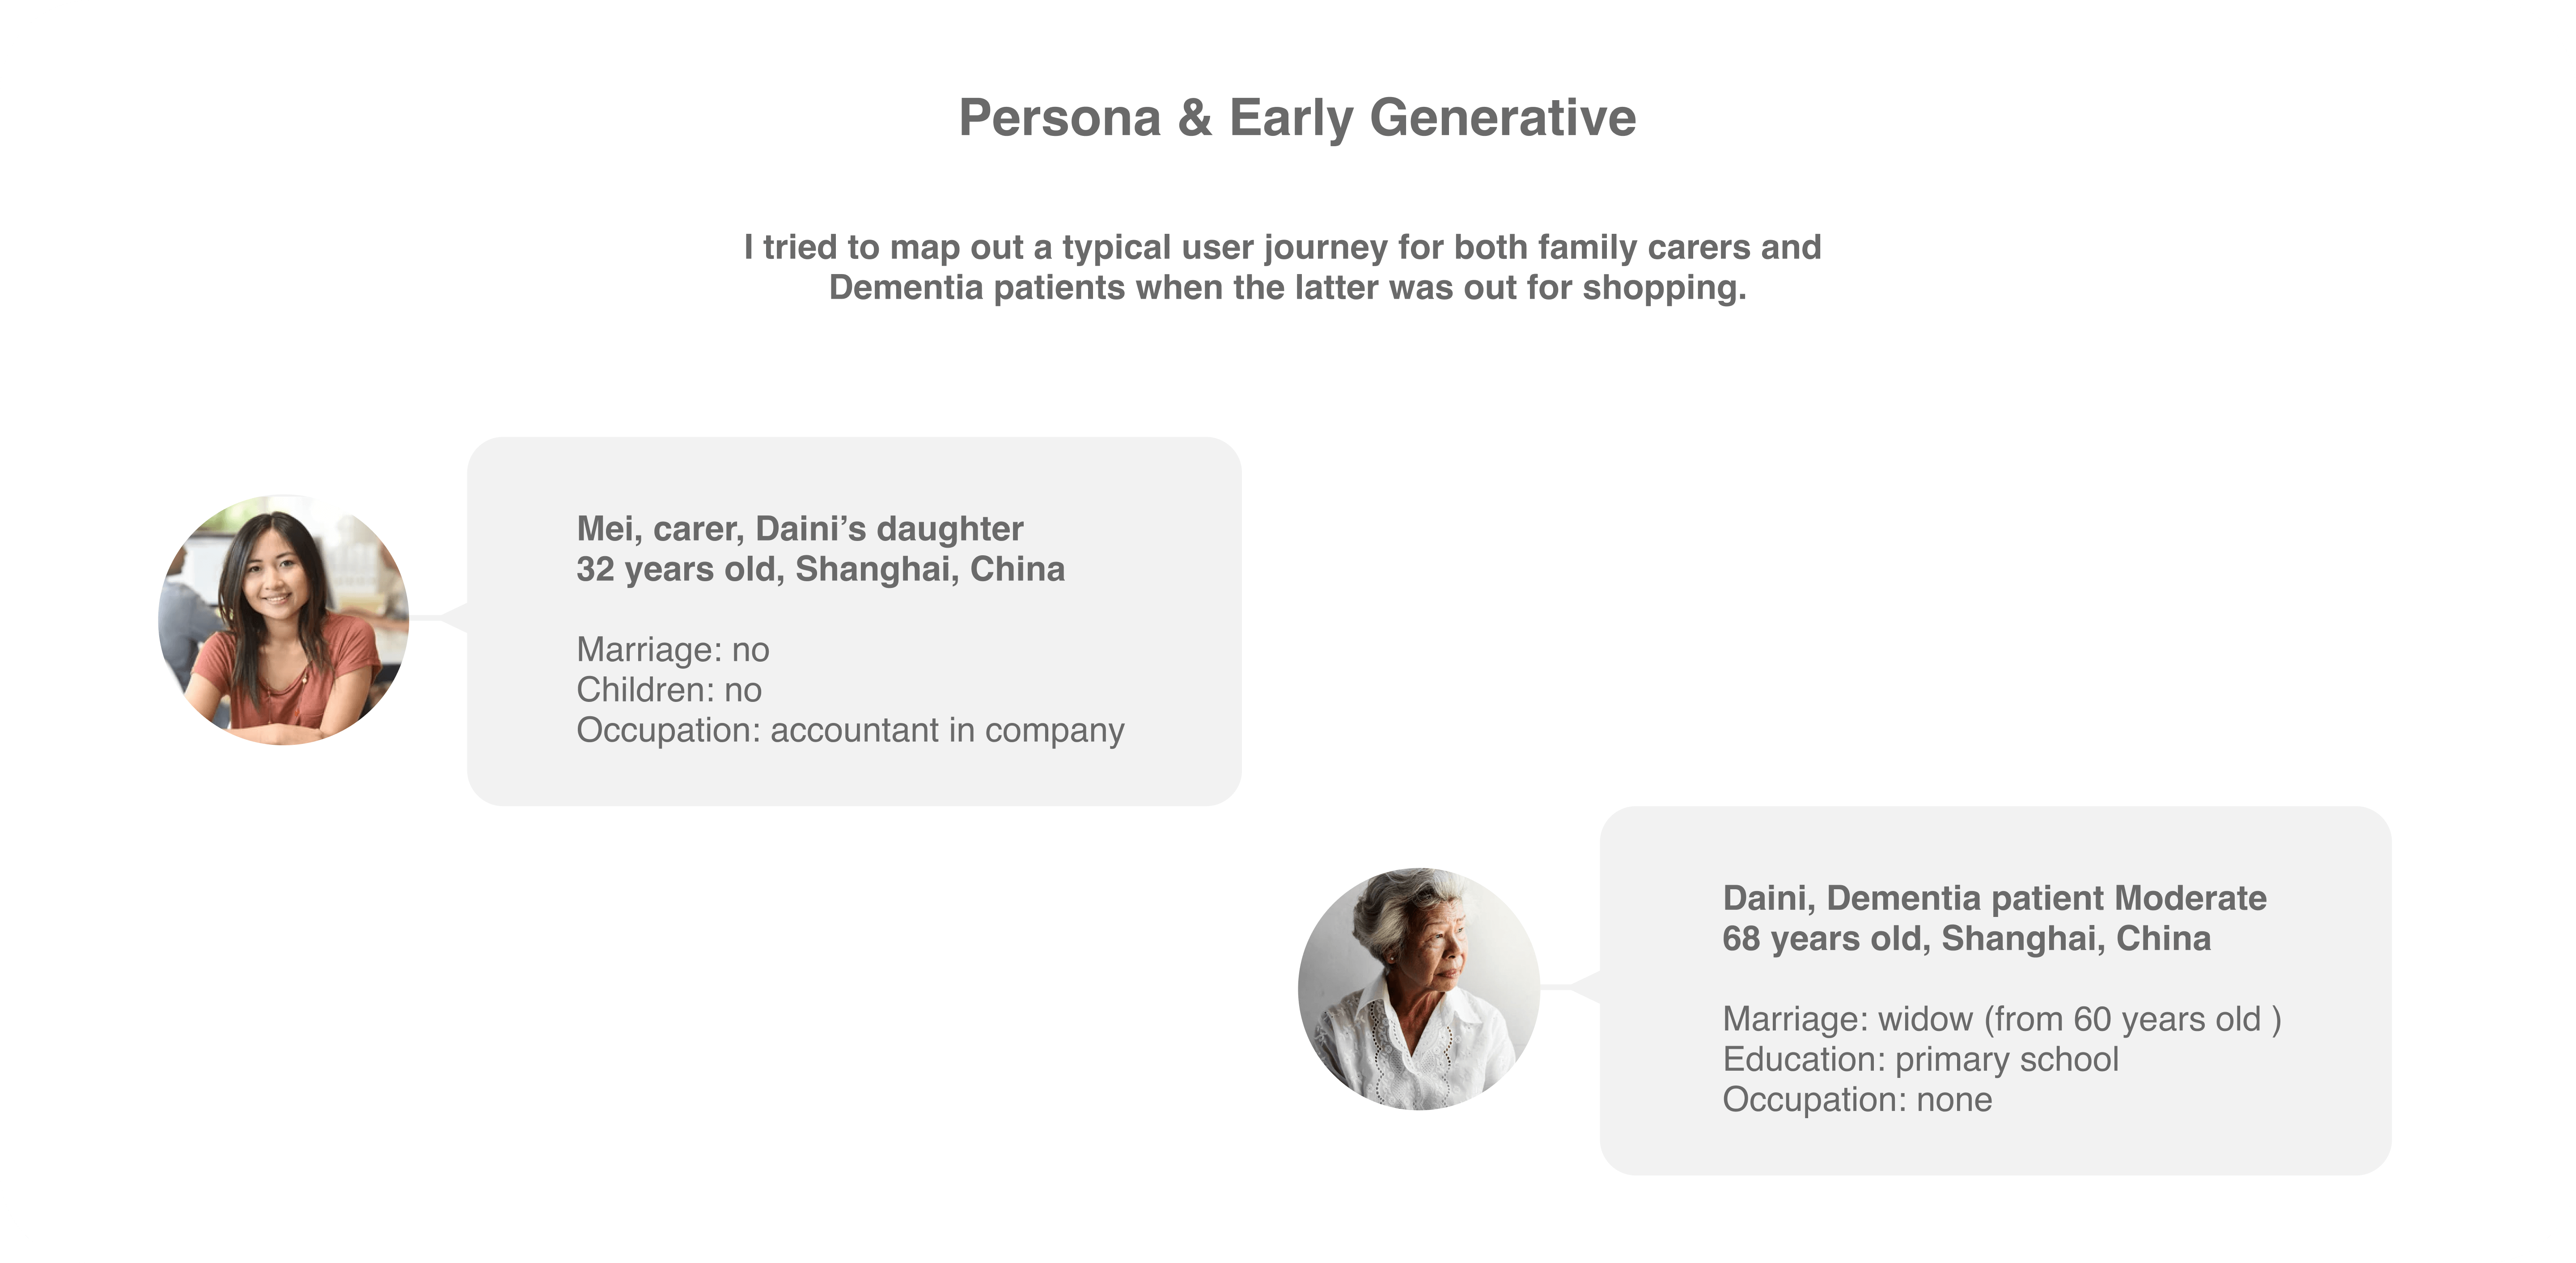 Persona & Early Generative
I tried to map out a typical user journey for both family carers and
Dementia patients when the latter was out for shopping.
Mei, carer, Daini’s daughter
32 years old, Shanghai, China
Marriage: no
Children: no
Occupation: accountant in company
Daini, Dementia patient Moderate
68 years old, Shanghai, China
Marriage: widow (from 60 years old )
Education: primary school
Occupation: none